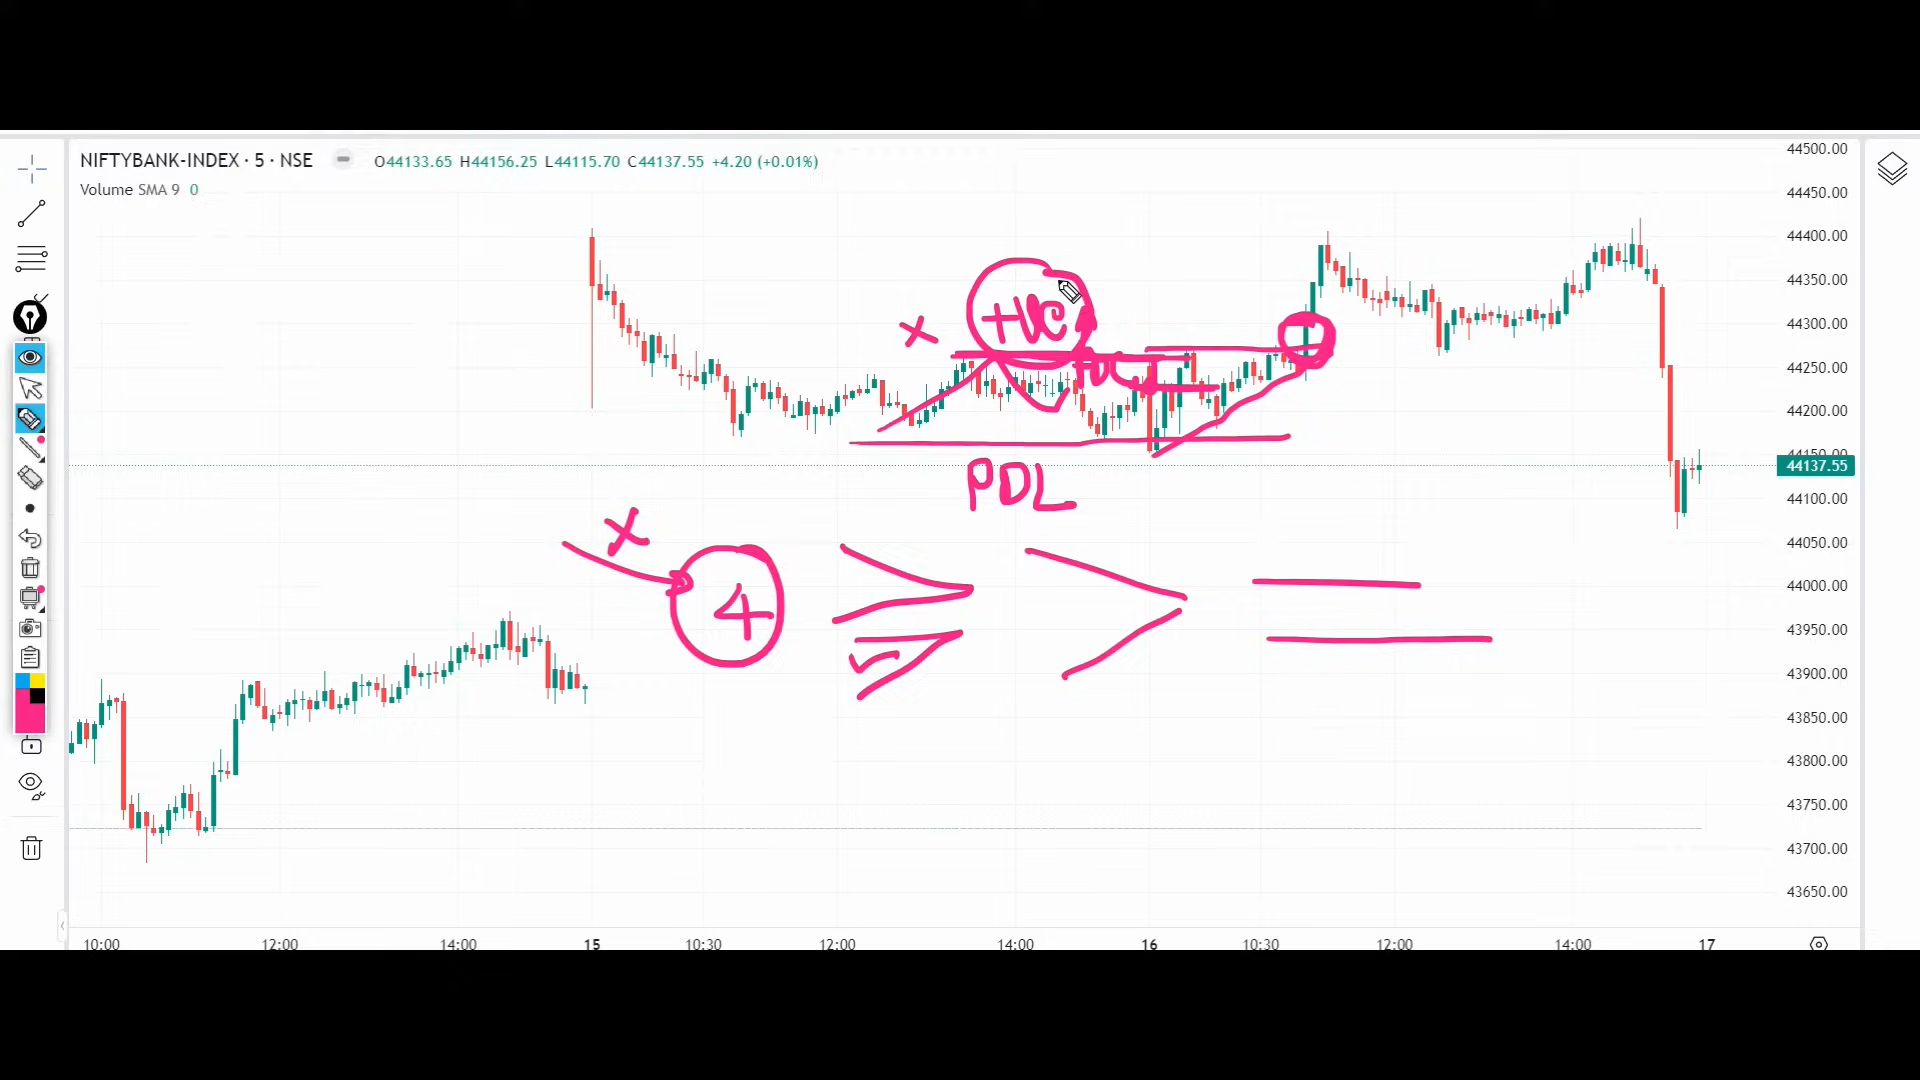 NIFTYBANK-INDEX · 5 · NSE O44133.65 H44156.25 L44115.70 C44137.55 +4.20 (+0.01%)
Volume SMA 9 0
44500.00
44450.00
44400.00
44350.00
44300.00
44250.00
44200.00
44150.00
44137.55
44100.00
44050.00
44000.00
43950.00
43900.00
43850.00
43800.00
43750.00
43700.00
43650.00
+ve
x
PDL
x
4
10:00 12:00 14:00 15 10:30 12:00 14:00 16 10:30 12:00 14:00 17